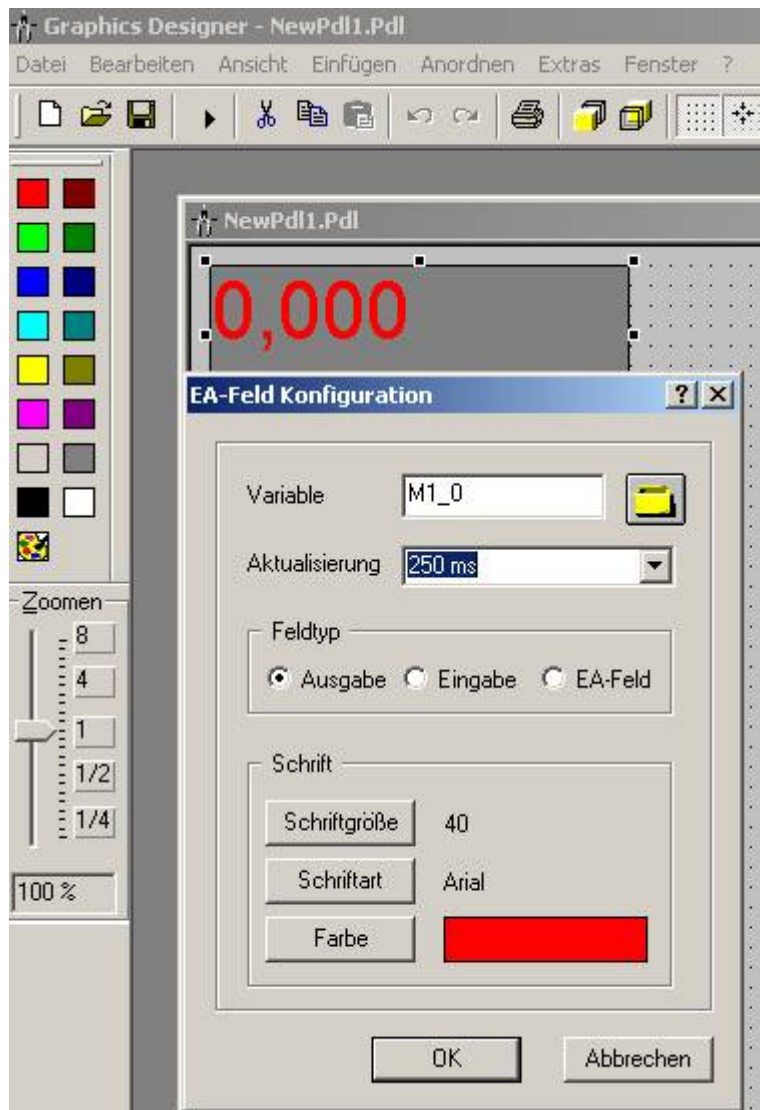 Graphics Designer - NewPdl1.Pdl
Datei Bearbeiten Ansicht Einfügen Anordnen Extras Fenster ?
NewPdl1.Pdl
0,000
EA-Feld Konfiguration
Variable M1_0
Aktualisierung 250 ms
Feldtyp
Ausgabe Eingabe EA-Feld
Schrift
Schriftgröße 40
Schriftart Arial
Farbe
OK Abbrechen
Zoomen
8
4
1
1/2
1/4
100 %